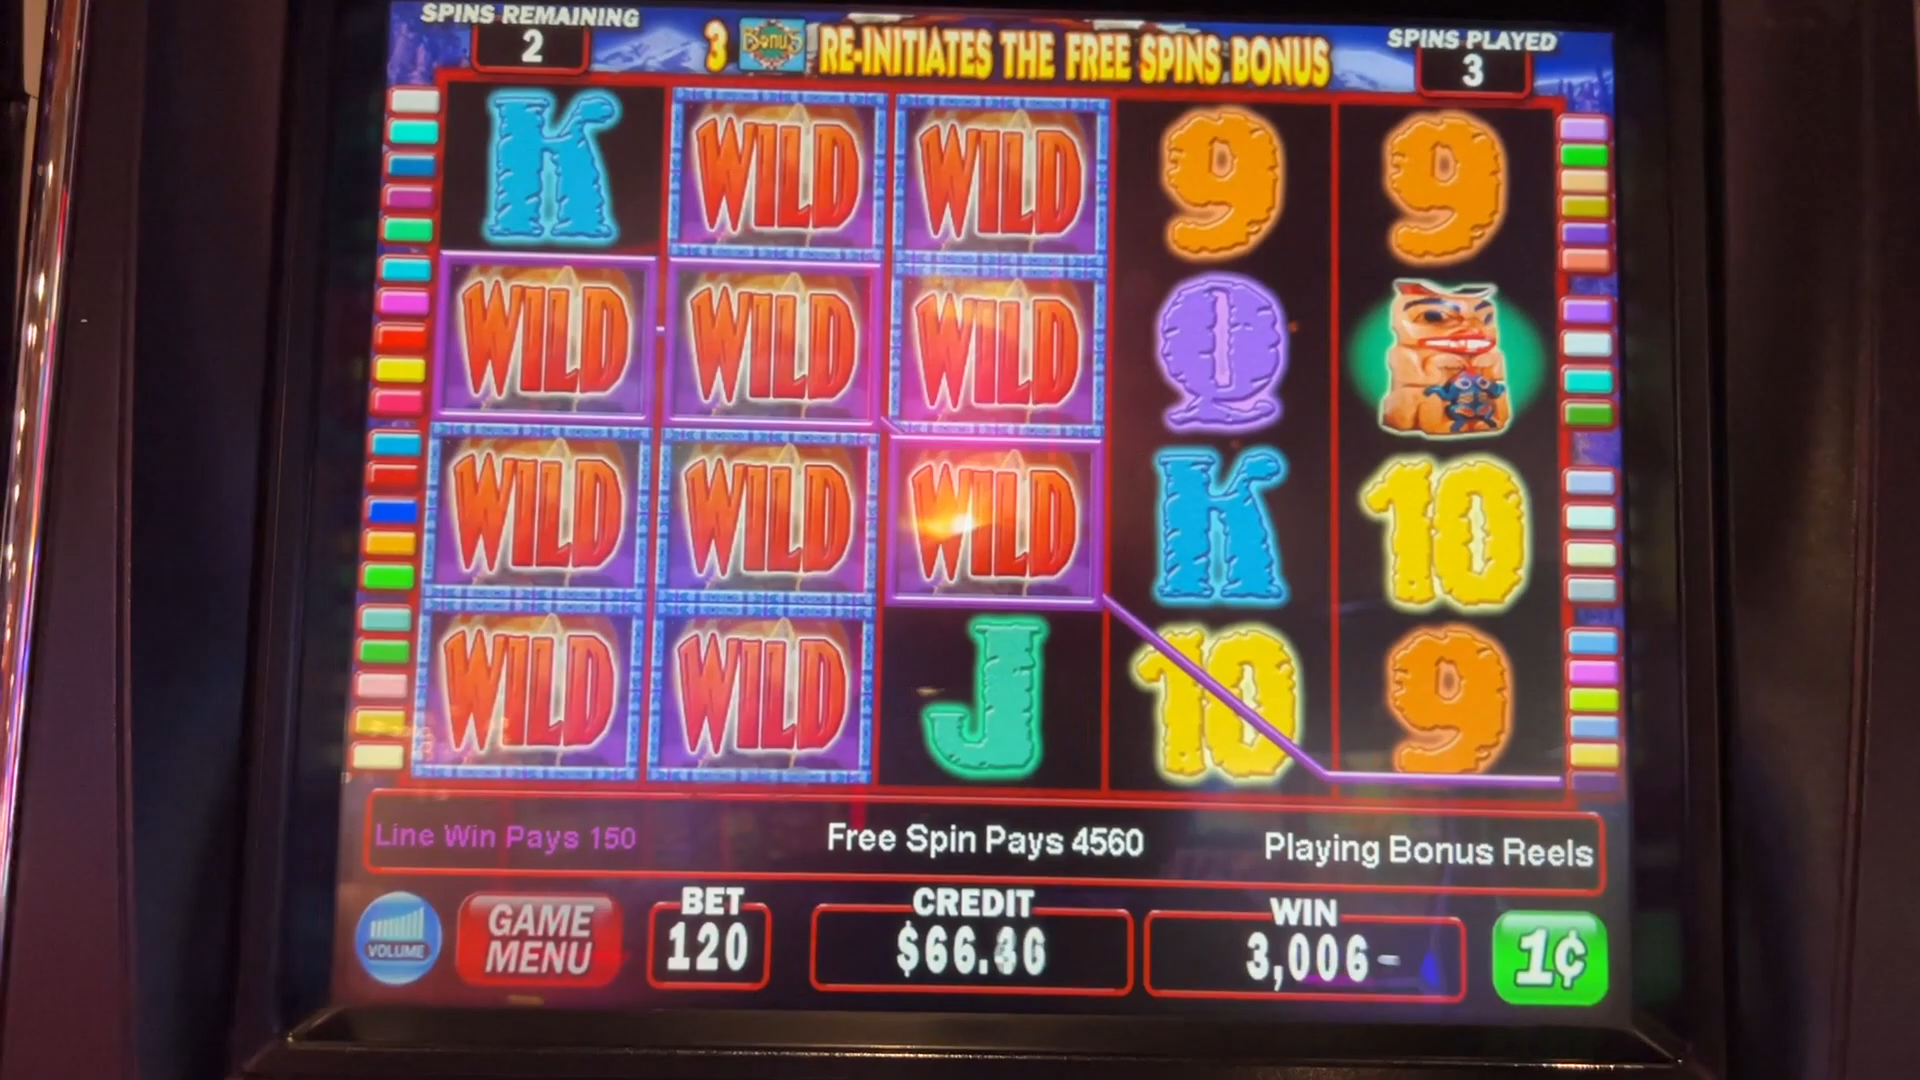 SPINS REMAINING
2
3 Bonus RE-INITIATES THE FREE SPINS BONUS
SPINS PLAYED
3
K WILD WILD 9 9
WILD WILD WILD Q
WILD WILD WILD K 10
WILD WILD J 10 9
Line Win Pays 150
Free Spin Pays 4560
Playing Bonus Reels
VOLUME
GAME
MENU
BET
120
CREDIT
WIN
3,006
1¢